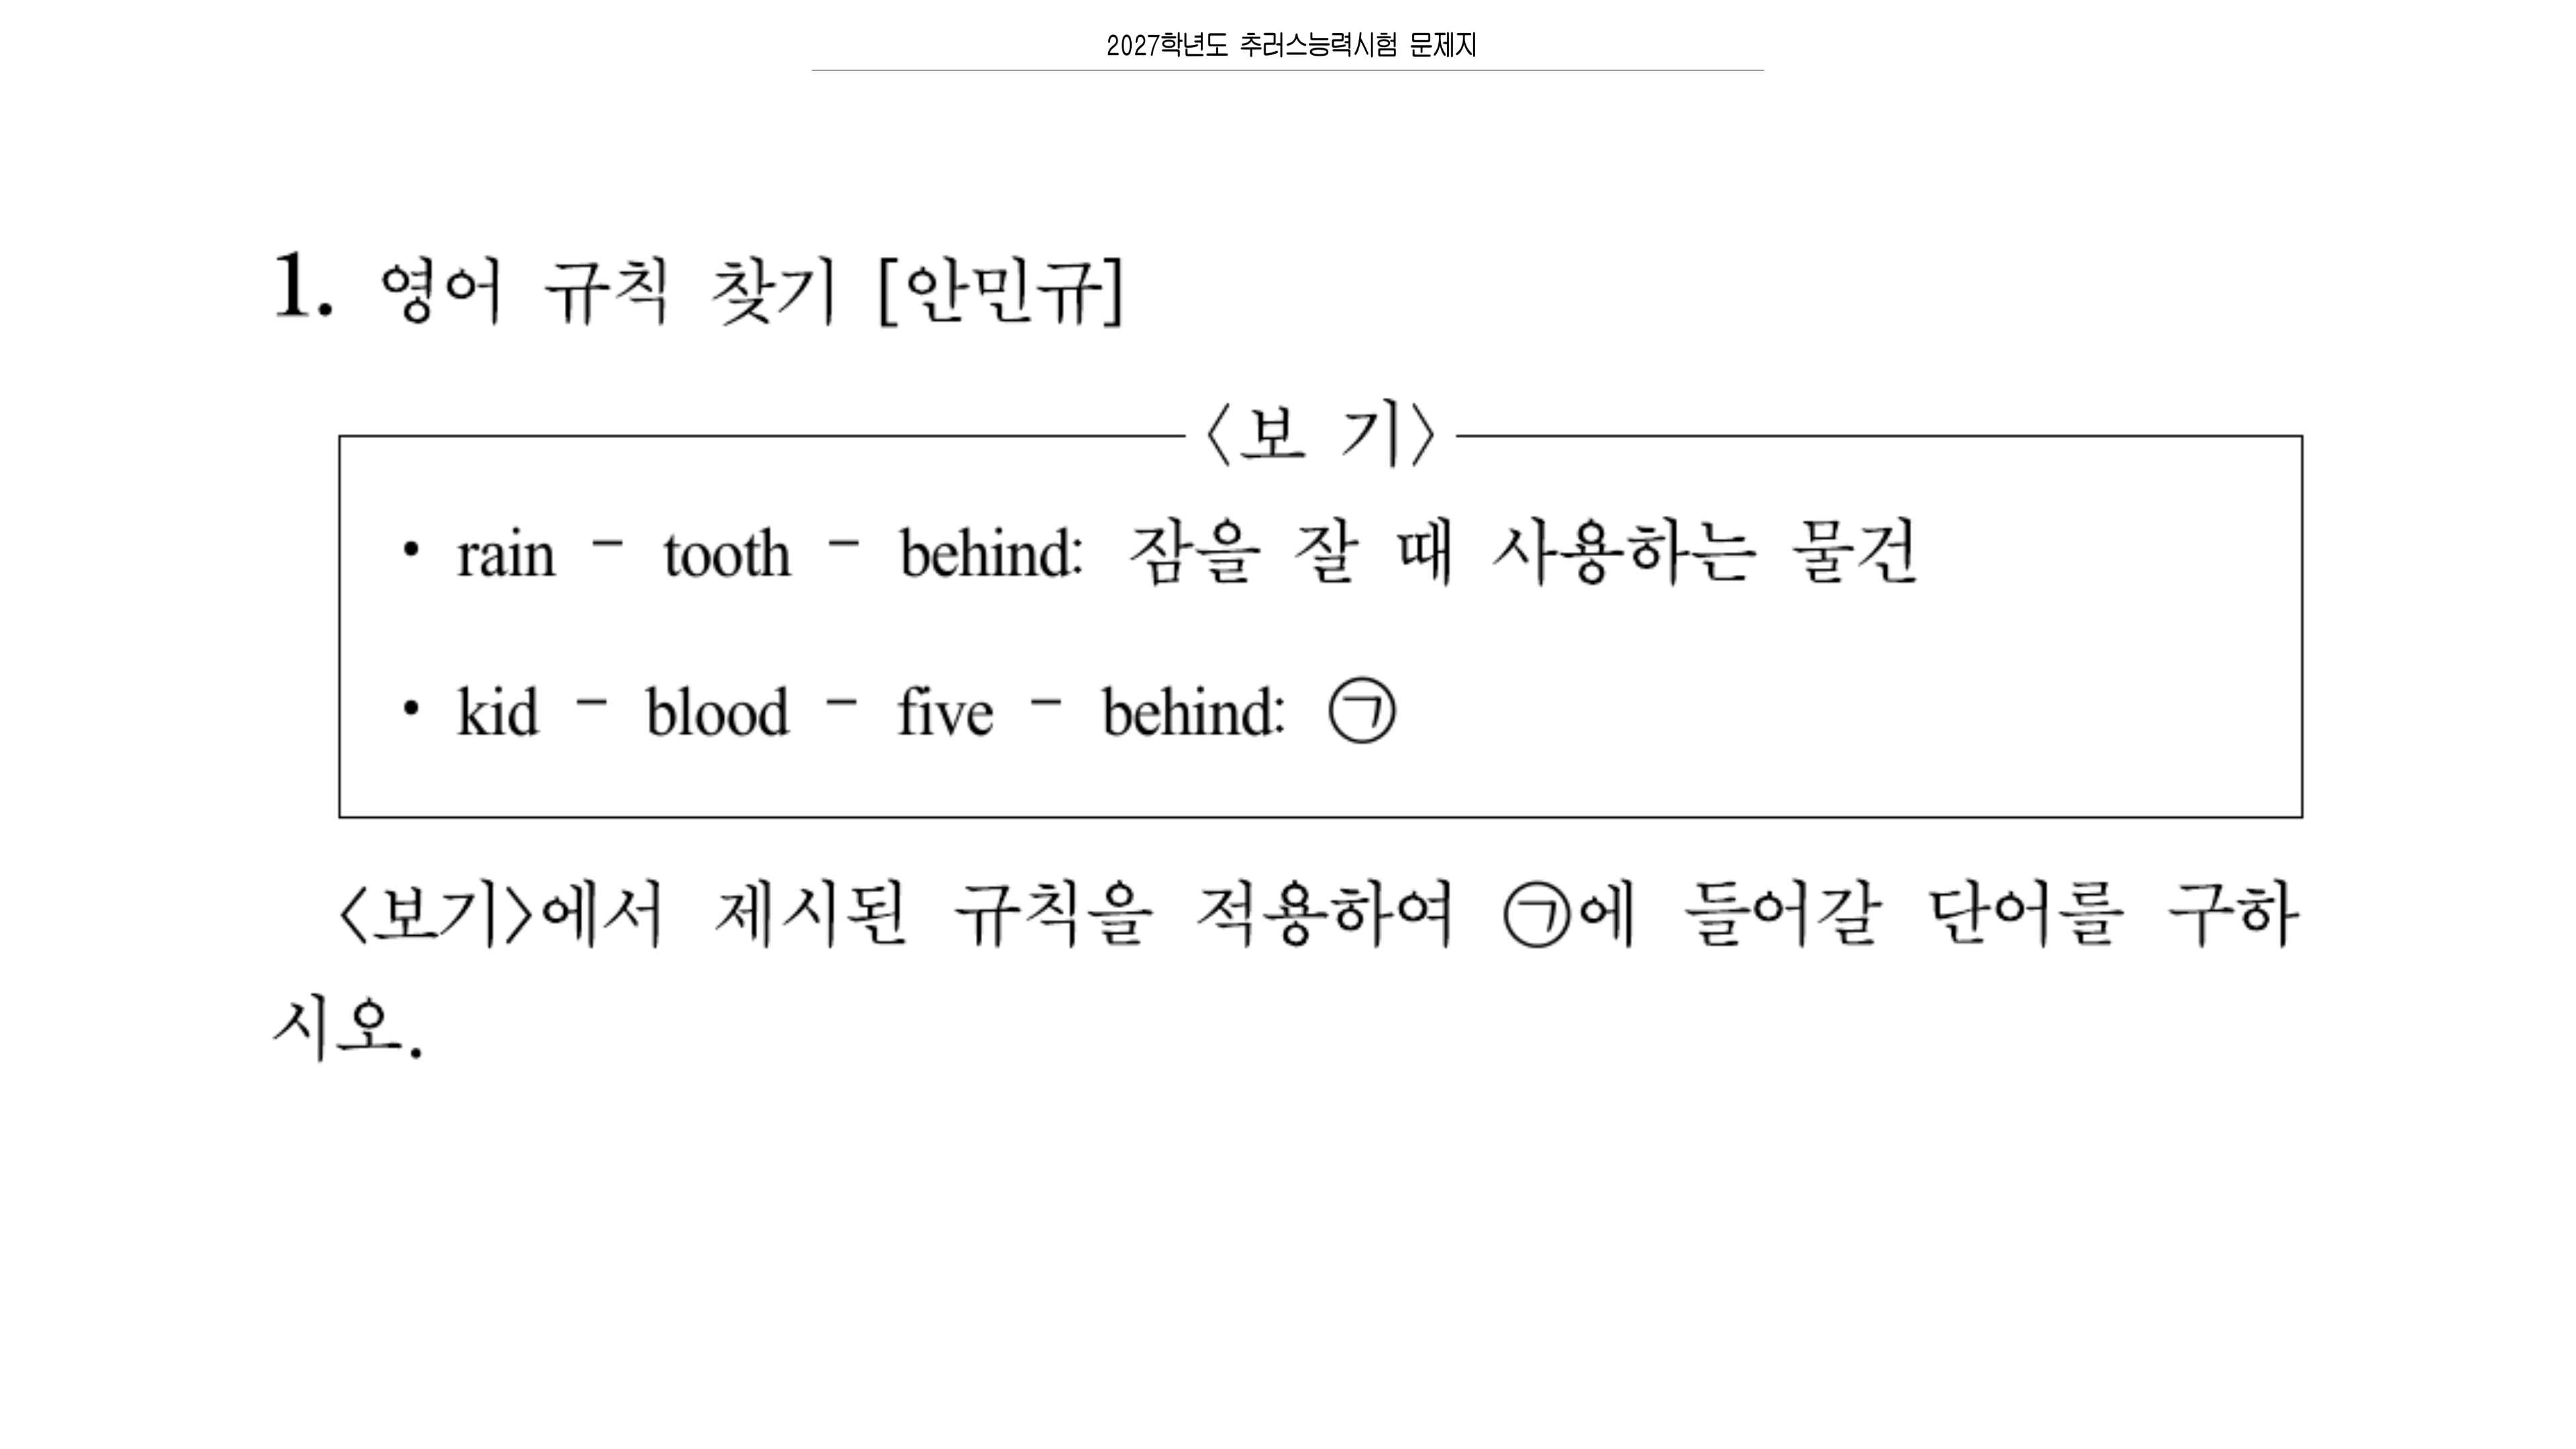 2027학년도 추러스능력시험 문제지
1. 영어 규칙 찾기 [안민규]
<보 기>
• rain - tooth - behind: 잠을 잘 때 사용하는 물건
• kid - blood - five - behind: ㉠
<보기>에서 제시된 규칙을 적용하여 ㉠에 들어갈 단어를 구하
시오.